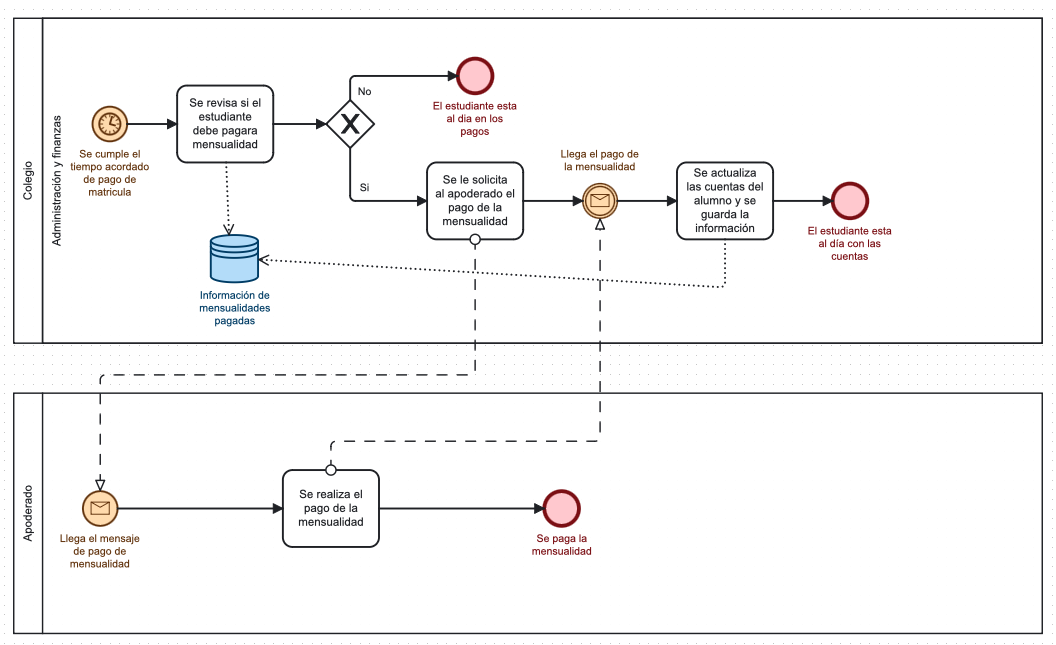 Colegio
Administración y finanzas
Se cumple el
tiempo acordado
de pago de
matricula
Se revisa si el
estudiante
debe pagara
mensualidad
No
El estudiante esta
al dia en los
pagos
Si
Se le solicita
al apoderado el
pago de la
mensualidad
Llega el pago de
la mensualidad
Se actualiza
las cuentas del
alumno y se
guarda la
información
El estudiante esta
al día con las
cuentas
Información de
mensualidades
pagadas
Apoderado
Llega el mensaje
de pago de
mensualidad
Se realiza el
pago de la
mensualidad
Se paga la
mensualidad